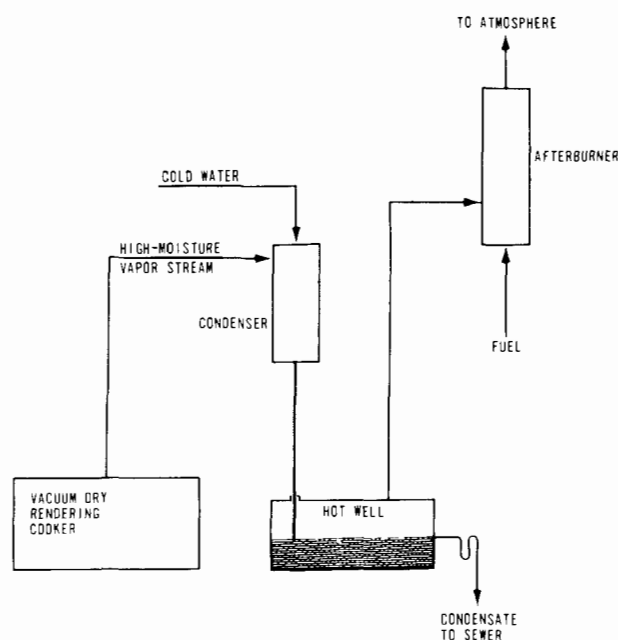 TO ATMOSPHERE
AFTERBURNER
COLD WATER
HIGH-MOISTURE
VAPOR STREAM
CONDENSER
FUEL
VACUUM DRY
RENDERING
COOKER
HOT WELL
CONDENSATE
TO SEWER